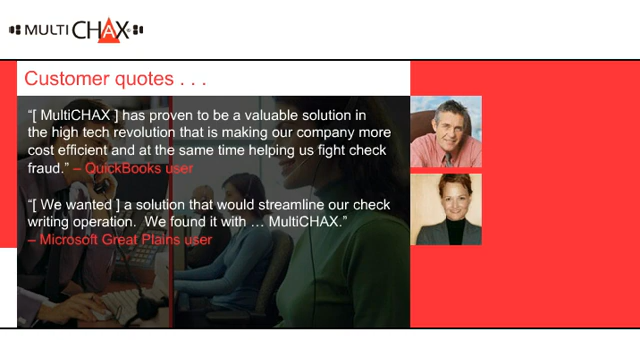 MULTICHAX®
Customer quotes . . .
“[ MultiCHAX ] has proven to be a valuable solution in
the high tech revolution that is making our company more
cost efficient and at the same time helping us fight check
fraud.” – QuickBooks user
“[ We wanted ] a solution that would streamline our check
writing operation.  We found it with … MultiCHAX.”
– Microsoft Great Plains user